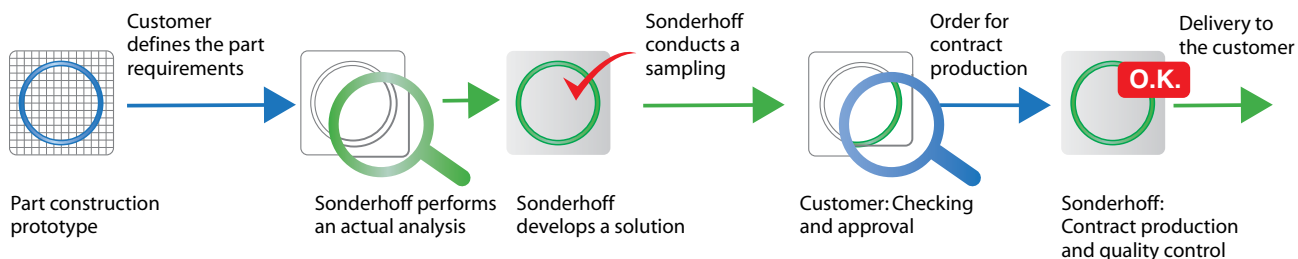 Customer
defines the part
requirements
Sonderhoff
conducts a
sampling
Order for
contract
production
Delivery to
the customer
O.K.
Part construction
prototype
Sonderhoff performs
an actual analysis
Sonderhoff
develops a solution
Customer: Checking
and approval
Sonderhoff:
Contract production
and quality control